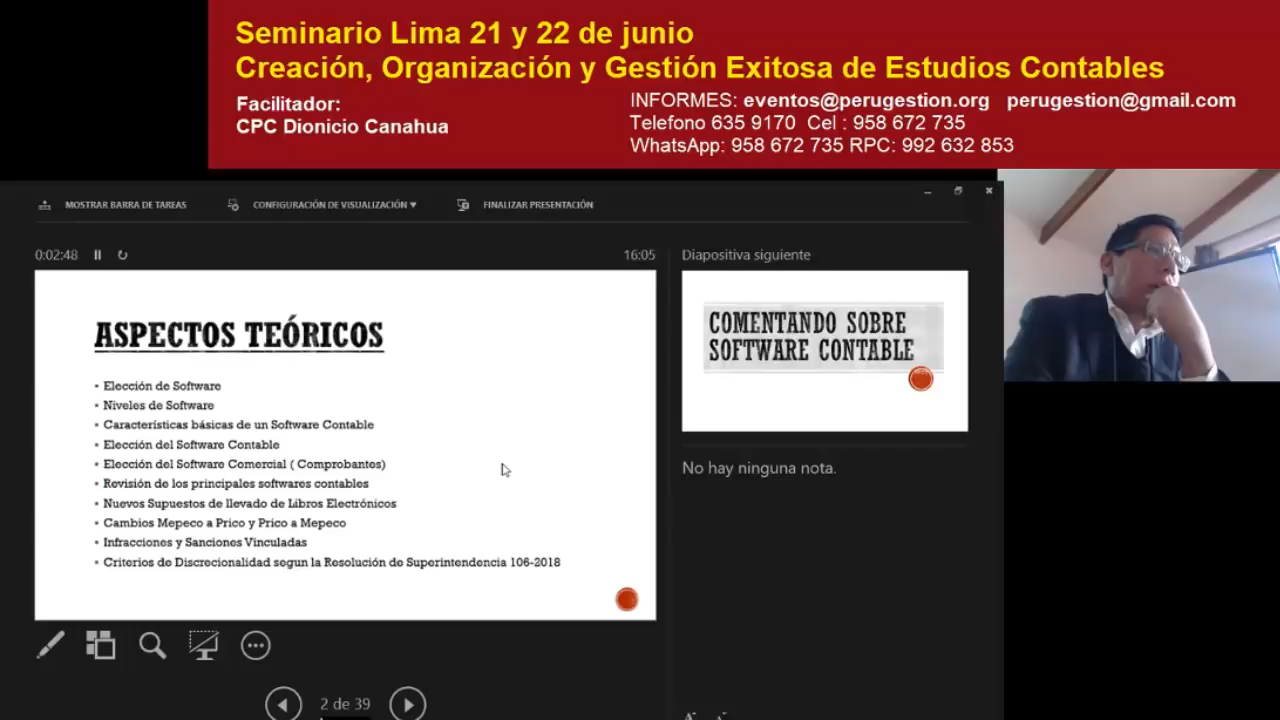 Seminario Lima 21 y 22 de junio
Creación, Organización y Gestión Exitosa de Estudios Contables
Facilitador:
CPC Dionicio Canahua
INFORMES: eventos@perugestion.org perugestion@gmail.com
Telefono 635 9170 Cel : 958 672 735
WhatsApp: 958 672 735 RPC: 992 632 853
MOSTRAR BARRA DE TAREAS
CONFIGURACIÓN DE VISUALIZACIÓN ▼
FINALIZAR PRESENTACIÓN
0:02:48
16:05
ASPECTOS TEÓRICOS
▪ Elección de Software
▪ Niveles de Software
▪ Características básicas de un Software Contable
▪ Elección del Software Contable
▪ Elección del Software Comercial ( Comprobantes)
▪ Revisión de los principales softwares contables
▪ Nuevos Supuestos de llevado de Libros Electrónicos
▪ Cambios Mepeco a Prico y Prico a Mepeco
▪ Infracciones y Sanciones Vinculadas
▪ Criterios de Discrecionalidad segun la Resolución de Superintendencia 106-2018
Diapositiva siguiente
COMENTANDO SOBRE
SOFTWARE CONTABLE
No hay ninguna nota.
2 de 39